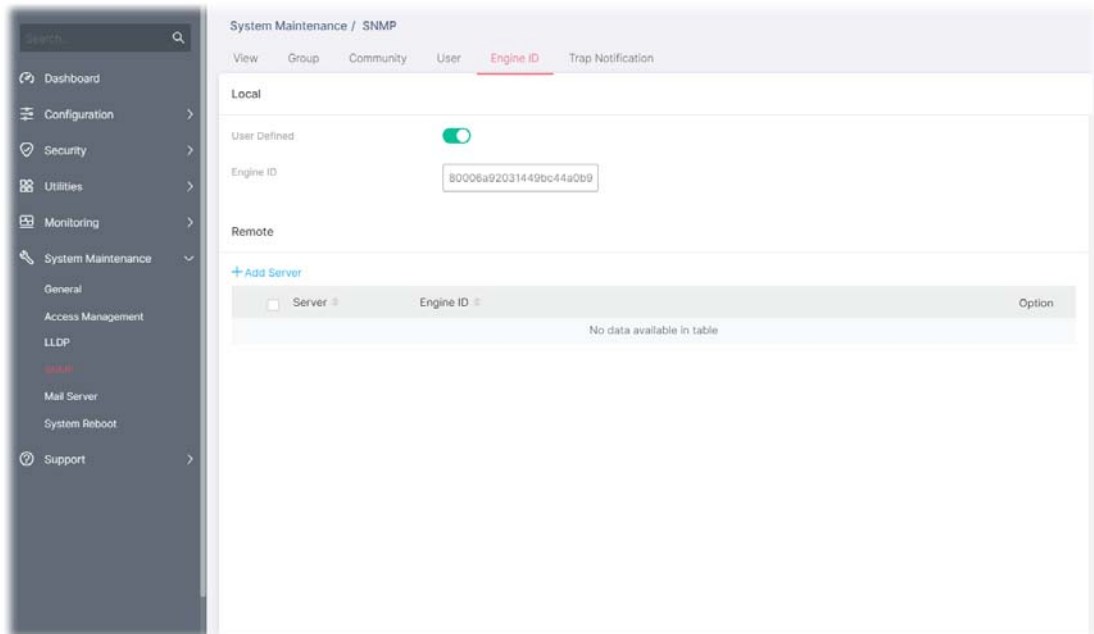 Search...
Dashboard
Configuration
Security
Utilities
Monitoring
System Maintenance
General
Access Management
LLDP
SNMP
Mail Server
System Reboot
Support
System Maintenance / SNMP
View Group Community User Engine ID Trap Notification
Local
User Defined
Engine ID 80006a92031449bc44a0b9
Remote
+Add Server
Server Engine ID Option
No data available in table